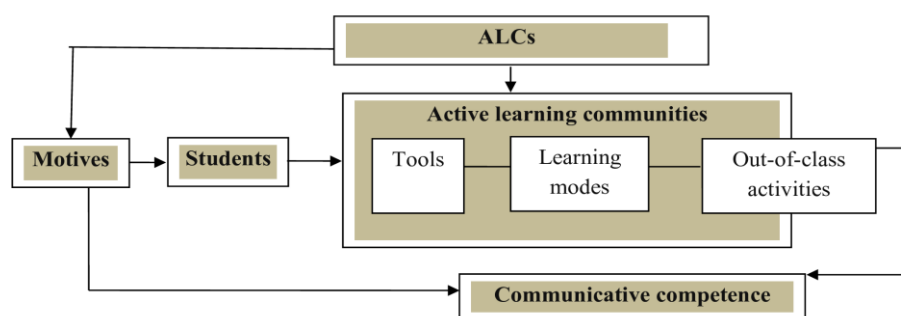 ALCs
Active learning communities
Motives
Students
Tools
Learning
modes
Out-of-class
activities
Communicative competence